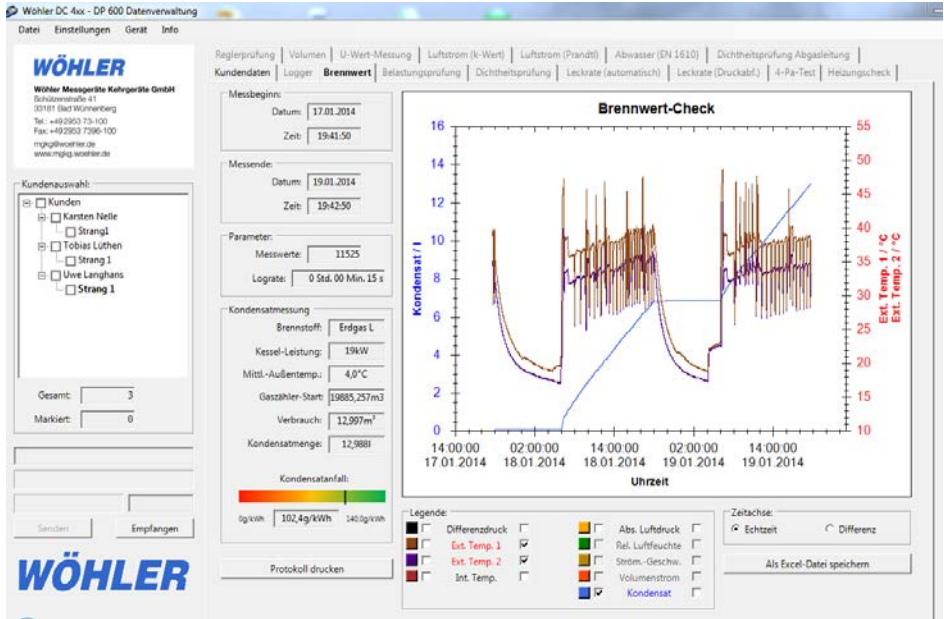 Wöhler DC 4xx - DP 600 Datenverwaltung
Datei Einstellungen Gerät Info
WÖHLER
Wöhler Messgeräte Kehrgeräte GmbH
Schützenstraße 41
33181 Bad Wünnenberg
Tel.: +49 2953 73-100
Fax: +49 2953 7396-100
mgkg@woehler.de
www.mgkg.woehler.de
Kundenauswahl:
Kunden
Karsten Nelle
Strang1
Tobias Lüthen
Strang 1
Uwe Langhans
Strang 1
Gesamt: 3
Markiert: 0
Senden Empfangen
WÖHLER
Reglerprüfung Volumen U-Wert-Messung Luftstrom (k-Wert) Luftstrom (Prandtl) Abwasser (EN 1610) Dichtheitsprüfung Abgasleitung
Kundendaten Logger Brennwert Belastungsprüfung Dichtheitsprüfung Leckrate (automatisch) Leckrate (Druckabf.) 4-Pa-Test Heizungscheck
Messbeginn:
Datum: 17.01.2014
Zeit: 19:41:50
Messende:
Datum: 19.01.2014
Zeit: 19:42:50
Parameter:
Messwerte: 11525
Lograte: 0 Std. 00 Min. 15 s
Kondensatmessung
Brennstoff: Erdgas L
Kessel-Leistung: 19kW
Mittl.-Außentemp.: 4,0°C
Gaszähler-Start: 19885,257m3
Verbrauch: 12,997m³
Kondensatmenge: 12,988l
Kondensatanfall:
0g/kWh 102,4g/kWh 140,0g/kWh
Protokoll drucken
Brennwert-Check
16
14
12
10
8
6
4
2
0
Kondensat / l
55
50
45
40
35
30
25
20
15
10
Ext. Temp. 1 / °C
Ext. Temp. 2 / °C
14:00:00 02:00:00 14:00:00 02:00:00 14:00:00
17.01.2014 18.01.2014 18.01.2014 19.01.2014 19.01.2014
Uhrzeit
Legende:
Differenzdruck
Ext. Temp. 1
Ext. Temp. 2
Int. Temp.
Abs. Luftdruck
Rel. Luftfeuchte
Ström.-Geschw.
Volumenstrom
Kondensat
Zeitachse:
Echtzeit Differenz
Als Excel-Datei speichern